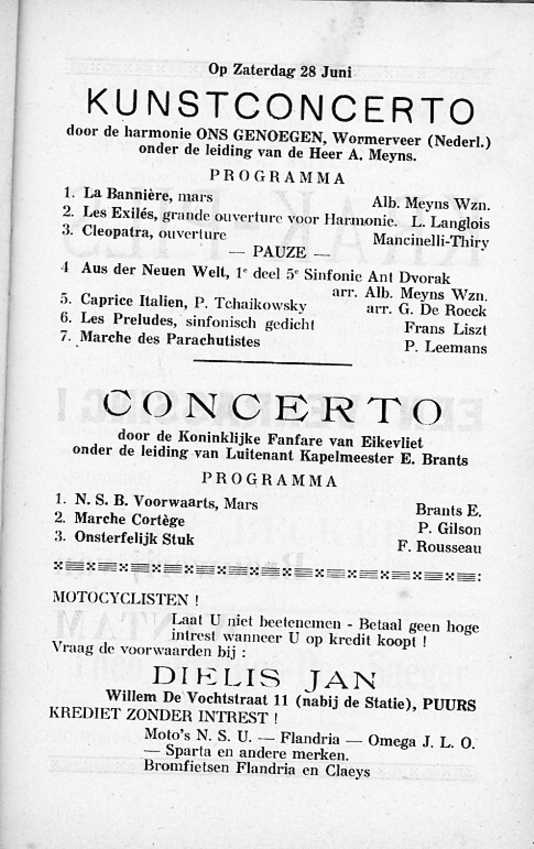 Op Zaterdag 28 Juni
KUNSTCONCERTO
door de harmonie ONS GENOEGEN, Wormerveer (Nederl.)
onder de leiding van de Heer A. Meyns.
PROGRAMMA
1. La Bannière, mars Alb. Meyns Wzn.
2. Les Exilés, grande ouverture voor Harmonie. L. Langlois
3. Cleopatra, ouverture Mancinelli-Thiry
— PAUZE —
4 Aus der Neuen Welt, 1e deel 5e Sinfonie Ant Dvorak
arr. Alb. Meyns Wzn.
5. Caprice Italien, P. Tchaikowsky arr. G. De Roeck
6. Les Preludes, sinfonisch gedicht Frans Liszt
7. Marche des Parachutistes P. Leemans
CONCERTO
door de Koninklijke Fanfare van Eikevliet
onder de leiding van Luitenant Kapelmeester E. Brants
PROGRAMMA
1. N. S. B. Voorwaarts, Mars Brants E.
2. Marche Cortège P. Gilson
3. Onsterfelijk Stuk F. Rousseau
MOTOCYCLISTEN !
Laat U niet beetenemen - Betaal geen hoge
intrest wanneer U op krediet koopt !
Vraag de voorwaarden bij :
DIELIS JAN
Willem De Vochtstraat 11 (nabij de Statie), PUURS
KREDIET ZONDER INTREST !
Moto's N. S. U. — Flandria — Omega J. L. O.
— Sparta en andere merken.
Bromfietsen Flandria en Claeys